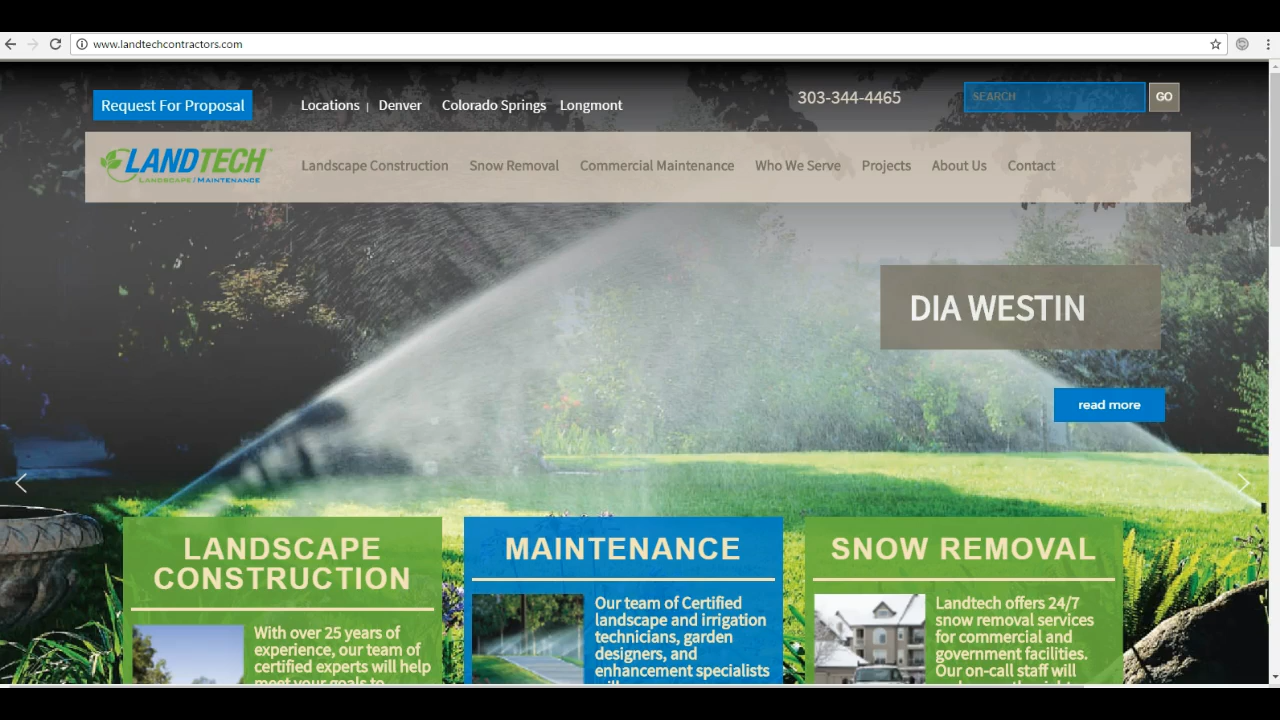 www.landtechcontractors.com
Request For Proposal
Locations | Denver Colorado Springs Longmont
303-344-4465
SEARCH
GO
LANDTECH
LANDSCAPE/MAINTENANCE
Landscape Construction Snow Removal Commercial Maintenance Who We Serve Projects About Us Contact
DIA WESTIN
read more
LANDSCAPE
CONSTRUCTION
With over 25 years of
experience, our team of
certified experts will help
meet your goals to
MAINTENANCE
Our team of Certified
landscape and irrigation
technicians, garden
designers, and
enhancement specialists
SNOW REMOVAL
Landtech offers 24/7
snow removal services
for commercial and
government facilities.
Our on-call staff will